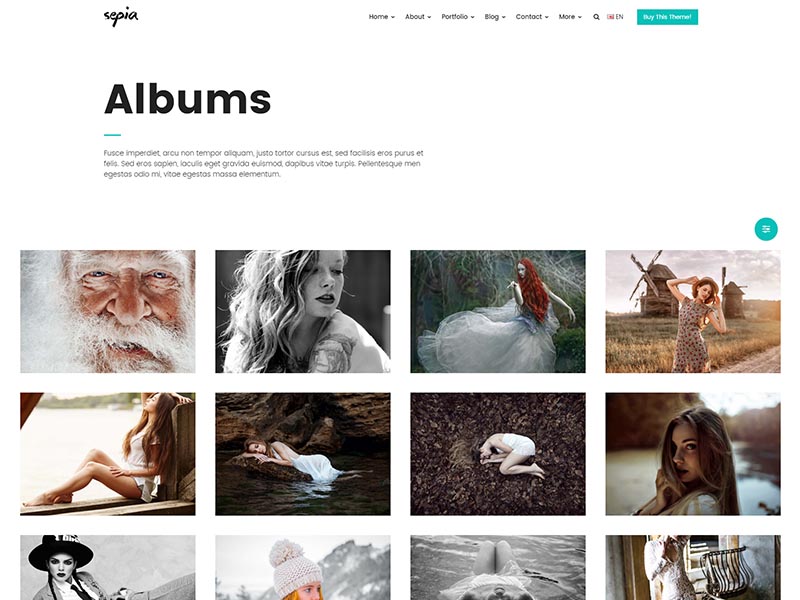 sepia
Home About Portfolio Blog Contact More EN Buy This Theme!
Albums
Fusce imperdiet, arcu non tempor aliquam, justo tortor cursus est, sed facilisis eros purus et
felis. Sed eros sapien, iaculis eget gravida euismod, dapibus vitae turpis. Pellentesque men
egestas odio mi, vitae egestas massa elementum.